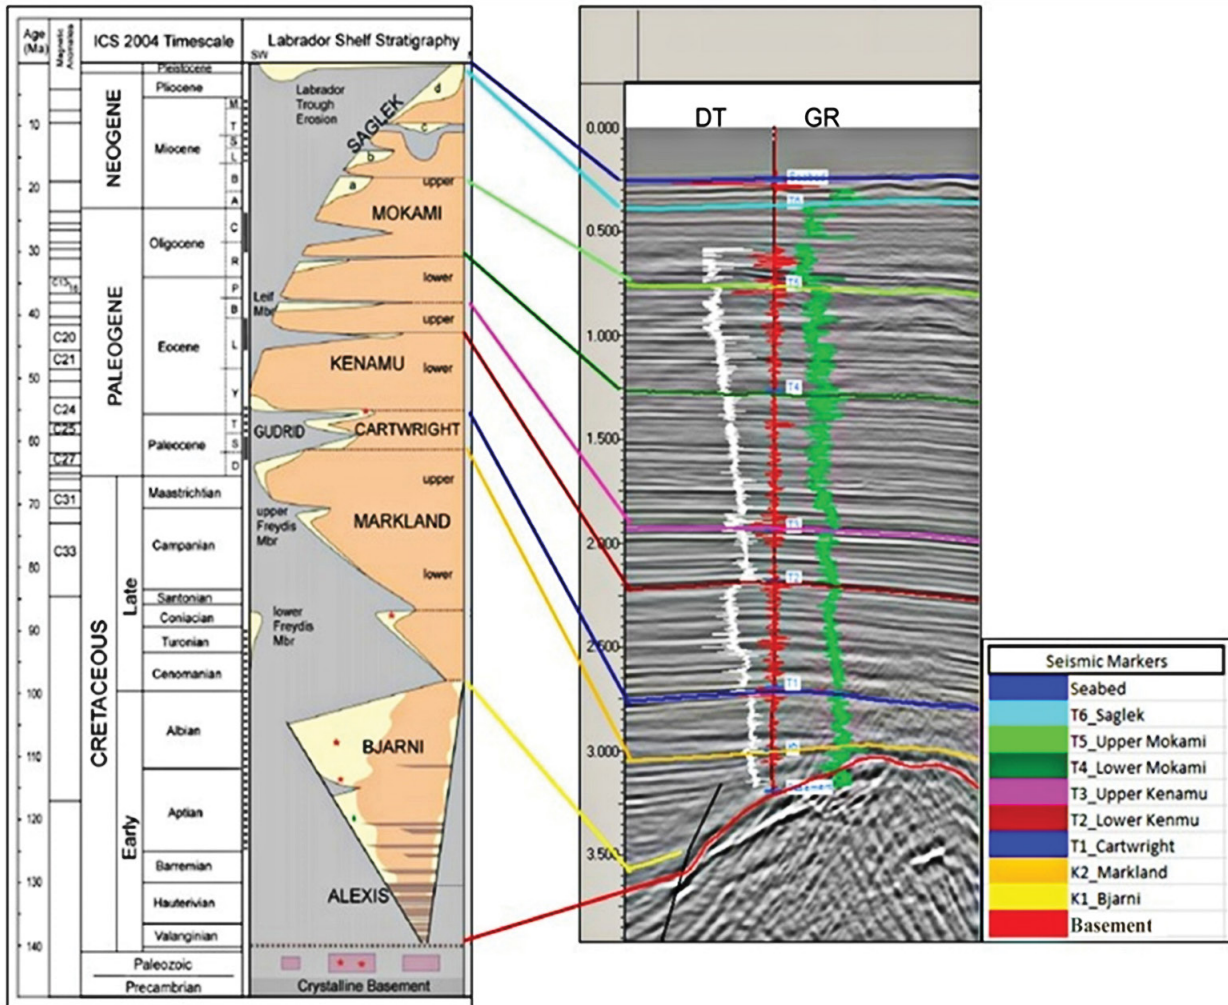 Age (Ma)
Magnetic Anomalies
ICS 2004 Timescale
Labrador Shelf Stratigraphy
SW
10
20
30
40
50
60
70
80
90
100
110
120
130
140
C20
C21
C24
C25
C27
C31
C33
NEOGENE
PALEOGENE
CRETACEOUS
Late
Early
Pleistocene
Pliocene
Miocene
Oligocene
Eocene
Paleocene
Maastrichtian
Campanian
Santonian
Coniacian
Turonian
Cenomanian
Albian
Aptian
Barremian
Hauterivian
Valanginian
Paleozoic
Precambrian
M
T
S
L
B
A
C
R
P
B
L
Y
T
S
D
Labrador
Trough
Erosion
SAGLEK
d
c
b
a
upper
MOKAMI
lower
Leif
Mbr
upper
KENAMU
lower
GUDRID
CARTWRIGHT
upper
upper
Freydis
Mbr
MARKLAND
lower
lower
Freydis
Mbr
BJARNI
ALEXIS
Crystalline Basement
DT
GR
0.000
0.500
1.000
1.500
2.000
2.500
3.000
3.500
Seabed
T4
T2
T1
Basement
Seismic Markers
Seabed
T6_Saglek
T5_Upper Mokami
T4_Lower Mokami
T3_Upper Kenamu
T2_Lower Kenmu
T1_Cartwright
K2_Markland
K1_Bjarni
Basement